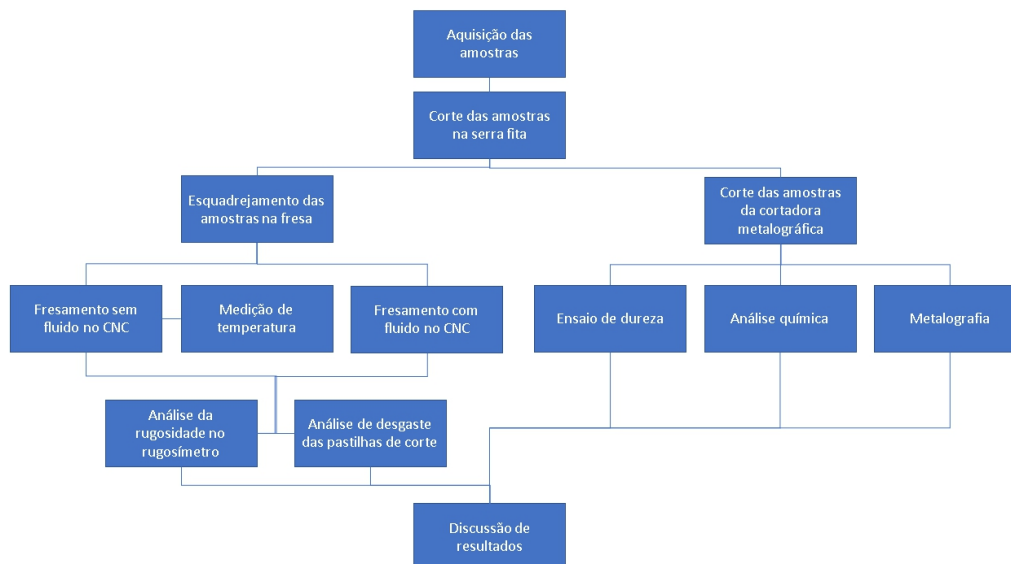 Aquisição das
amostras
Corte das amostras
na serra fita
Esquadrejamento das
amostras na fresa
Corte das amostras
da cortadora
metalográfica
Fresamento sem
fluido no CNC
Medição de
temperatura
Fresamento com
fluido no CNC
Ensaio de dureza
Análise química
Metalografia
Análise da
rugosidade no
rugosímetro
Análise de desgaste
das pastilhas de corte
Discussão de
resultados